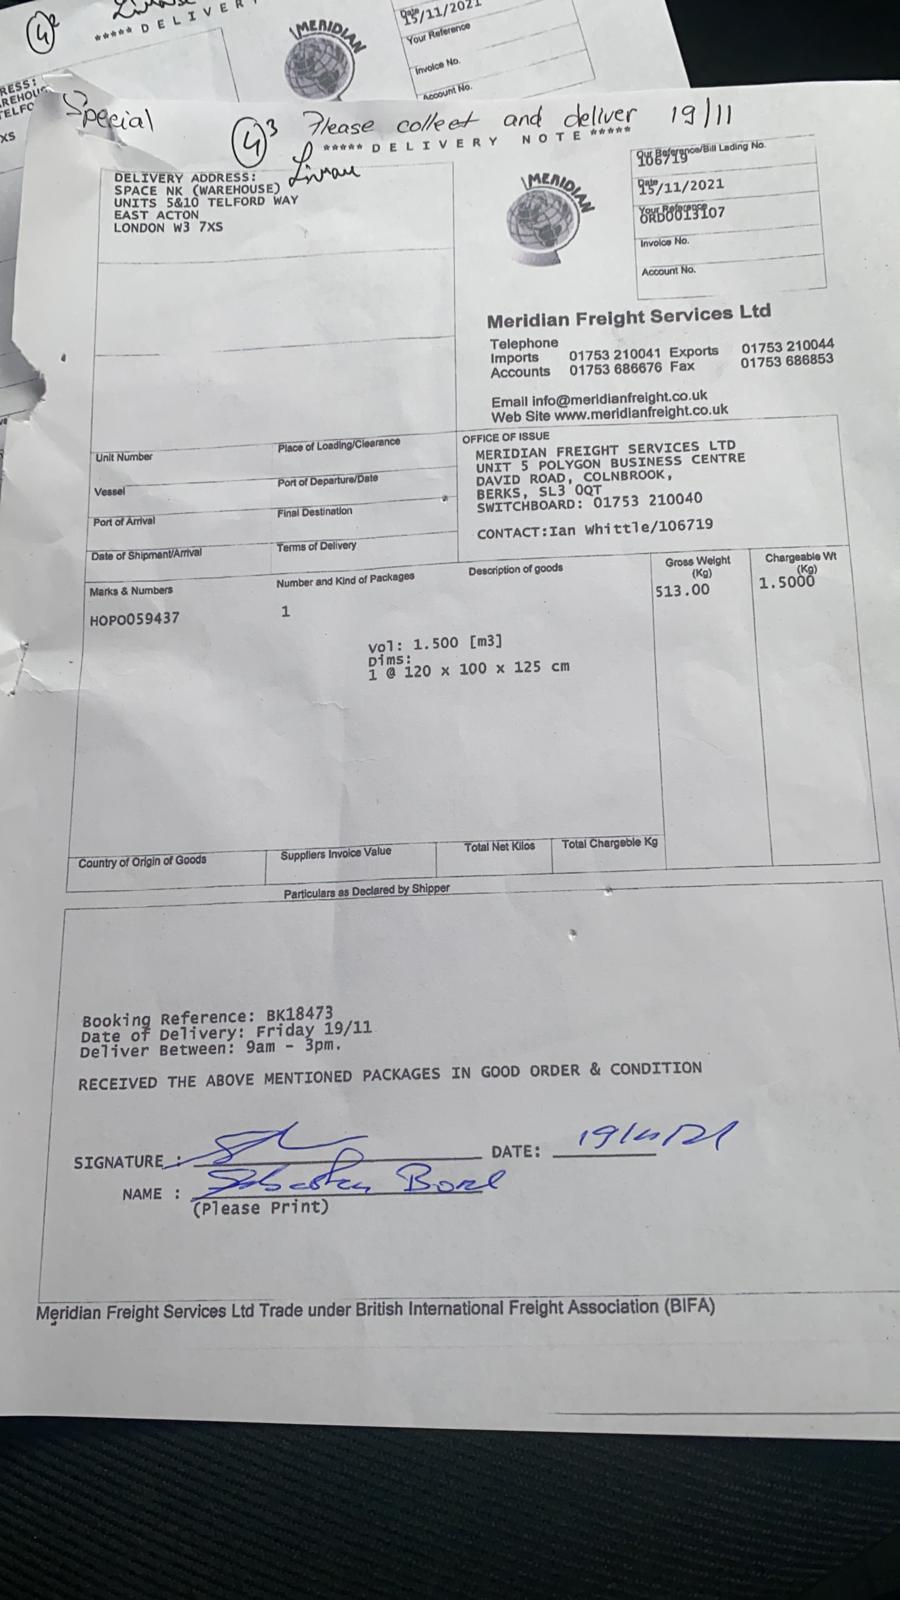 ***** DELIVER
MERIDIAN
Date
15/11/2021
Your Reference
Invoice No.
Account No.
RESS:
TELFO
XS
Special
4 3 Please collect and deliver 19/11
***** D E L I V E R Y N O T E *****
DELIVERY ADDRESS:
SPACE NK (WAREHOUSE)
UNITS 5&10 TELFORD WAY
EAST ACTON
LONDON W3 7XS
MERIDIAN
Our Reference/Bill Lading No.
106719
Date
15/11/2021
Your Reference
ORD0013107
Invoice No.
Account No.
Meridian Freight Services Ltd
Telephone
Imports 01753 210041 Exports 01753 210044
Accounts 01753 686676 Fax 01753 686853
Email info@meridianfreight.co.uk
Web Site www.meridianfreight.co.uk
OFFICE OF ISSUE
MERIDIAN FREIGHT SERVICES LTD
UNIT 5 POLYGON BUSINESS CENTRE
DAVID ROAD, COLNBROOK,
BERKS, SL3 0QT
SWITCHBOARD: 01753 210040
CONTACT:Ian Whittle/106719
Unit Number Place of Loading/Clearance
Vessel Port of Departure/Date
Port of Arrival Final Destination
Date of Shipment/Arrival Terms of Delivery
Marks & Numbers Number and Kind of Packages Description of goods Gross Weight (Kg) Chargeable Wt (Kg)
HOPO059437 1 513.00 1.5000
Vol: 1.500 [m3]
Dims:
1 @ 120 x 100 x 125 cm
Country of Origin of Goods Suppliers Invoice Value Total Net Kilos Total Chargeble Kg
Particulars as Declared by Shipper
Booking Reference: BK18473
Date of Delivery: Friday 19/11
Deliver Between: 9am - 3pm.
RECEIVED THE ABOVE MENTIONED PACKAGES IN GOOD ORDER & CONDITION
SIGNATURE : DATE: 19/11/21
NAME :
(Please Print)
Meridian Freight Services Ltd Trade under British International Freight Association (BIFA)